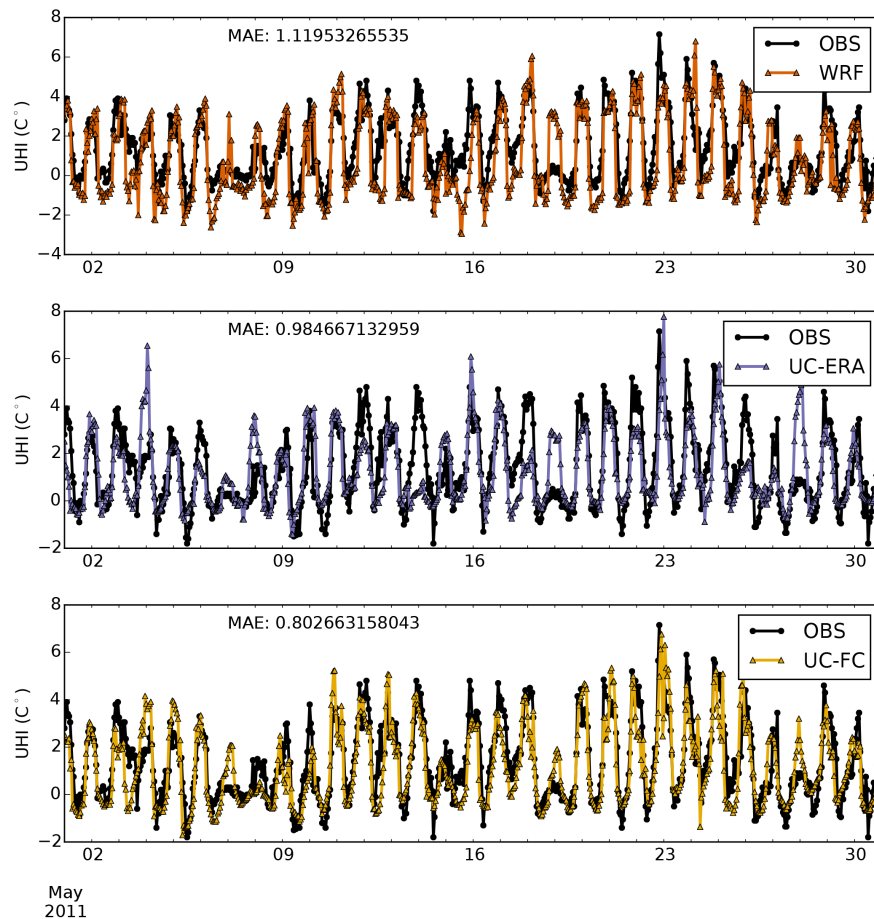 8
6
4
2
0
−2
−4
UHI (C°)
MAE: 1.11953265535
OBS
WRF
02
09
16
23
30
8
6
4
2
0
−2
UHI (C°)
MAE: 0.984667132959
OBS
UC-ERA
02
09
16
23
30
8
6
4
2
0
−2
UHI (C°)
MAE: 0.802663158043
OBS
UC-FC
02
09
16
23
30
May
2011